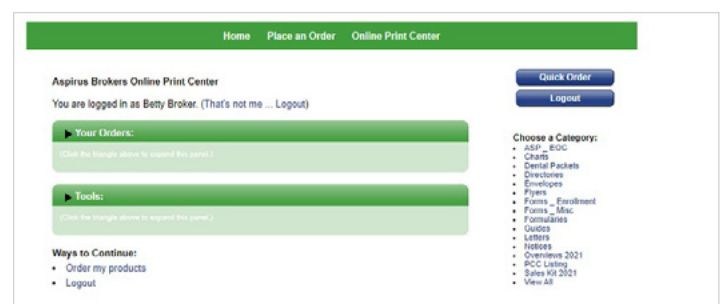 Home Place an Order Online Print Center
Aspirus Brokers Online Print Center
You are logged in as Betty Broker. (That's not me ... Logout)
Your Orders:
(Click the triangle above to expand this panel.)
Tools:
(Click the triangle above to expand this panel.)
Ways to Continue:
• Order my products
• Logout
Quick Order
Logout
Choose a Category:
• ASP _ EOC
• Charts
• Dental Packets
• Directories
• Envelopes
• Flyers
• Forms _ Enrollment
• Forms _ Misc
• Formularies
• Guides
• Letters
• Notices
• Overviews 2021
• PCC Listing
• Sales Kit 2021
• View All